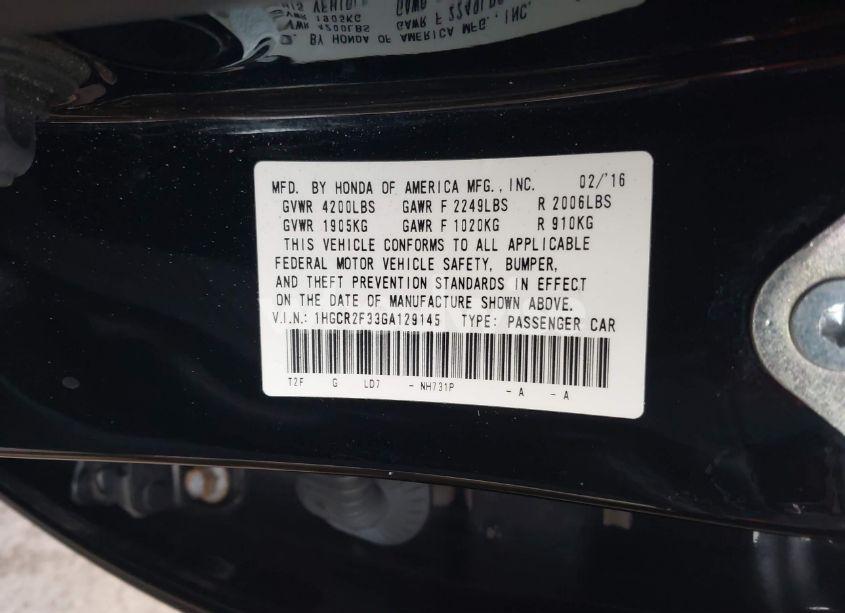 MFD. BY HONDA OF AMERICA MFG., INC. 02/'16
GVWR 4200LBS GAWR F 2249LBS R 2006LBS
GVWR 1905KG GAWR F 1020KG R 910KG
THIS VEHICLE CONFORMS TO ALL APPLICABLE
FEDERAL MOTOR VEHICLE SAFETY, BUMPER,
AND THEFT PREVENTION STANDARDS IN EFFECT
ON THE DATE OF MANUFACTURE SHOWN ABOVE.
V.I.N.: 1HGCR2F33GA129145 TYPE: PASSENGER CAR
T2F G LD7 - NH731P - A - A